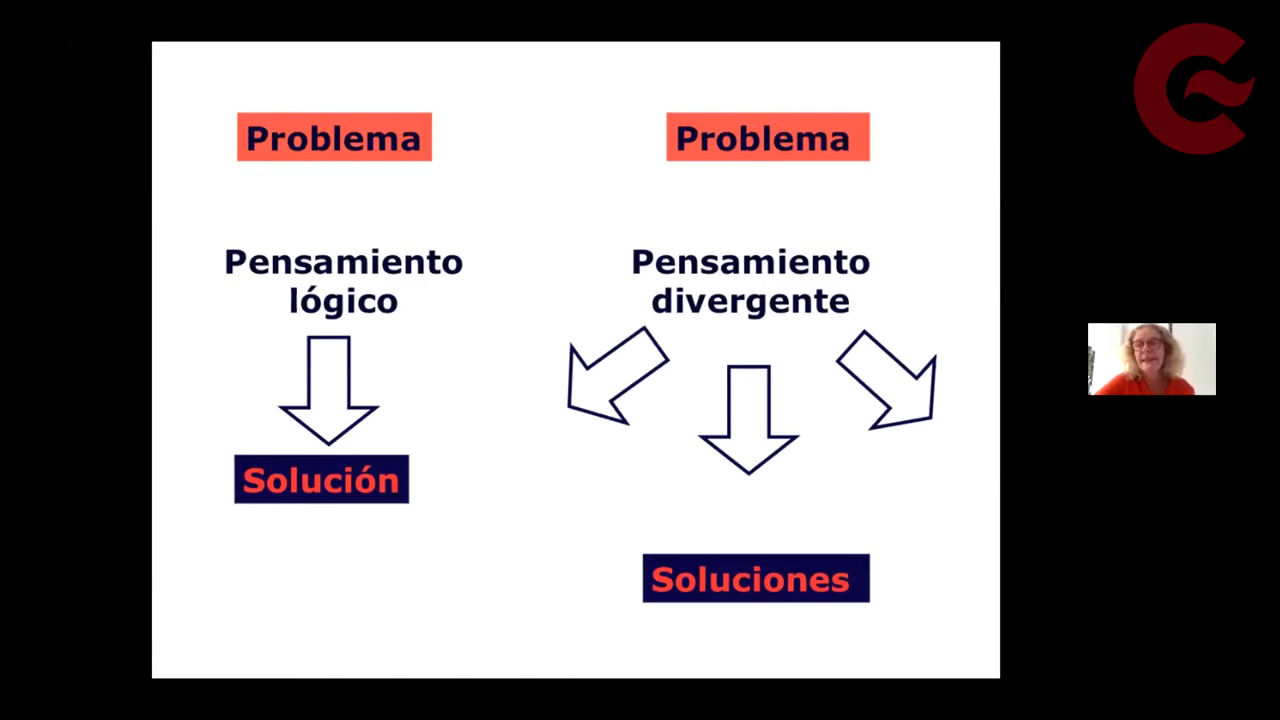 Problema
Pensamiento
lógico
Solución
Problema
Pensamiento
divergente
Soluciones